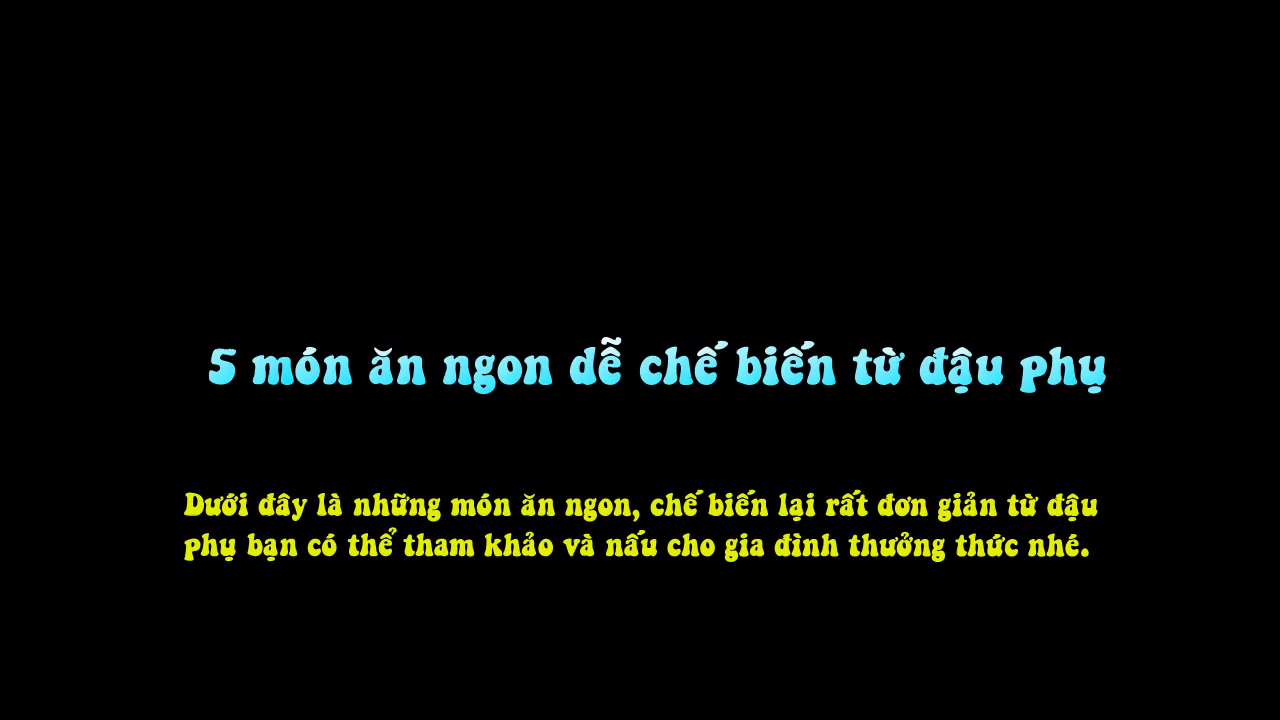 5 món ăn ngon dễ chế biến từ đậu phụ
Dưới đây là những món ăn ngon, chế biến lại rất đơn giản từ đậu
phụ bạn có thể tham khảo và nấu cho gia đình thưởng thức nhé.